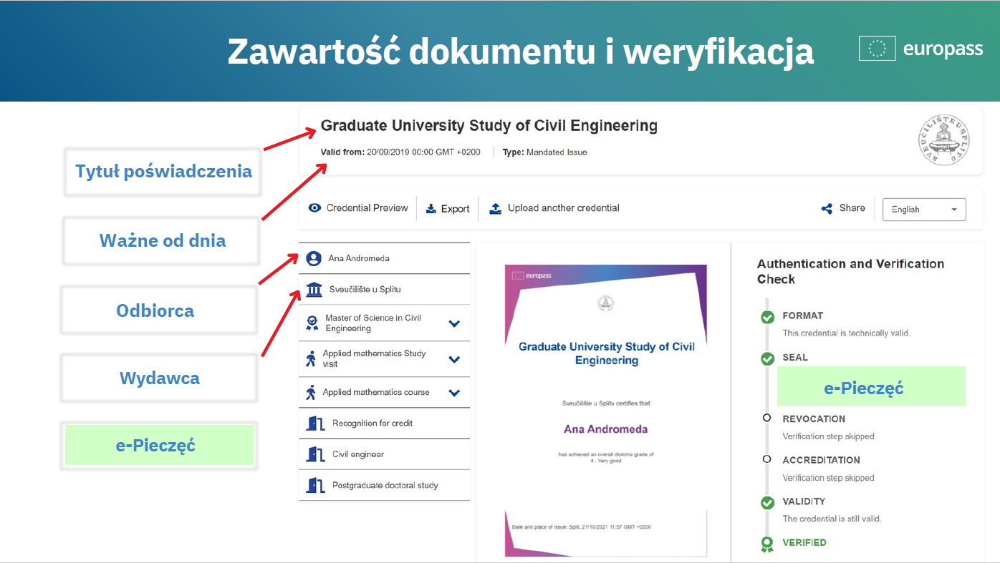 Zawartość dokumentu i weryfikacja
europass
Tytuł poświadczenia
Ważne od dnia
Odbiorca
Wydawca
e-Pieczęć
Graduate University Study of Civil Engineering
Valid from: 20/09/2019 00:00 GMT +0200 Type: Mandated Issue
SVEUČILIŠTE U SPLITU
Credential Preview Export Upload another credential Share English
Ana Andromeda
Sveučilište u Splitu
Master of Science in Civil
Engineering
Applied mathematics Study
visit
Applied mathematics course
Recognition for credit
Civil engineer
Postgraduate doctoral study
europass
Graduate University Study of Civil
Engineering
Sveučilište u Splitu certifies that
Ana Andromeda
has achieved an overall diploma grade of
4 - Very good
Date and place of issue: Split, 21/10/2021 11:57 GMT +0200
Authentication and Verification
Check
FORMAT
This credential is technically valid.
SEAL
e-Pieczęć
REVOCATION
Verification step skipped
ACCREDITATION
Verification step skipped
VALIDITY
The credential is still valid.
VERIFIED